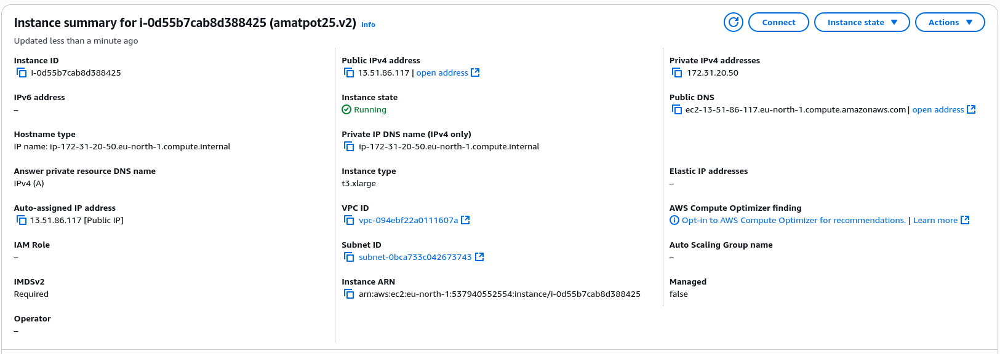 Instance summary for i-0d55b7cab8d388425 (amatpot25.v2) Info
Updated less than a minute ago
Connect
Instance state
Actions
Instance ID
i-0d55b7cab8d388425
Public IPv4 address
13.51.86.117 | open address
Private IPv4 addresses
172.31.20.50
IPv6 address
–
Instance state
Running
Public DNS
ec2-13-51-86-117.eu-north-1.compute.amazonaws.com | open address
Hostname type
IP name: ip-172-31-20-50.eu-north-1.compute.internal
Private IP DNS name (IPv4 only)
ip-172-31-20-50.eu-north-1.compute.internal
Answer private resource DNS name
IPv4 (A)
Instance type
t3.xlarge
Elastic IP addresses
–
Auto-assigned IP address
13.51.86.117 [Public IP]
VPC ID
vpc-094ebf22a0111607a
AWS Compute Optimizer finding
Opt-in to AWS Compute Optimizer for recommendations. | Learn more
IAM Role
–
Subnet ID
subnet-0bca733c042673743
Auto Scaling Group name
–
IMDSv2
Required
Instance ARN
arn:aws:ec2:eu-north-1:537940552554:instance/i-0d55b7cab8d388425
Managed
false
Operator
–